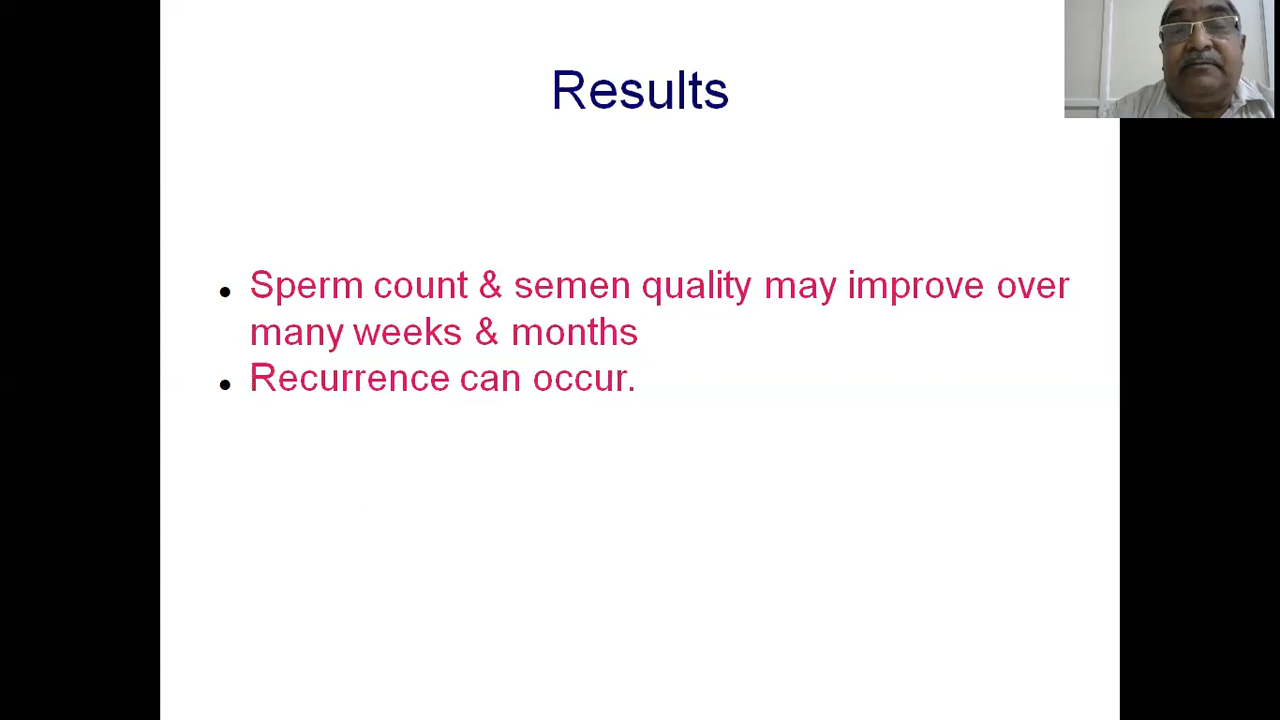 Results
Sperm count & semen quality may improve over
many weeks & months
Recurrence can occur.